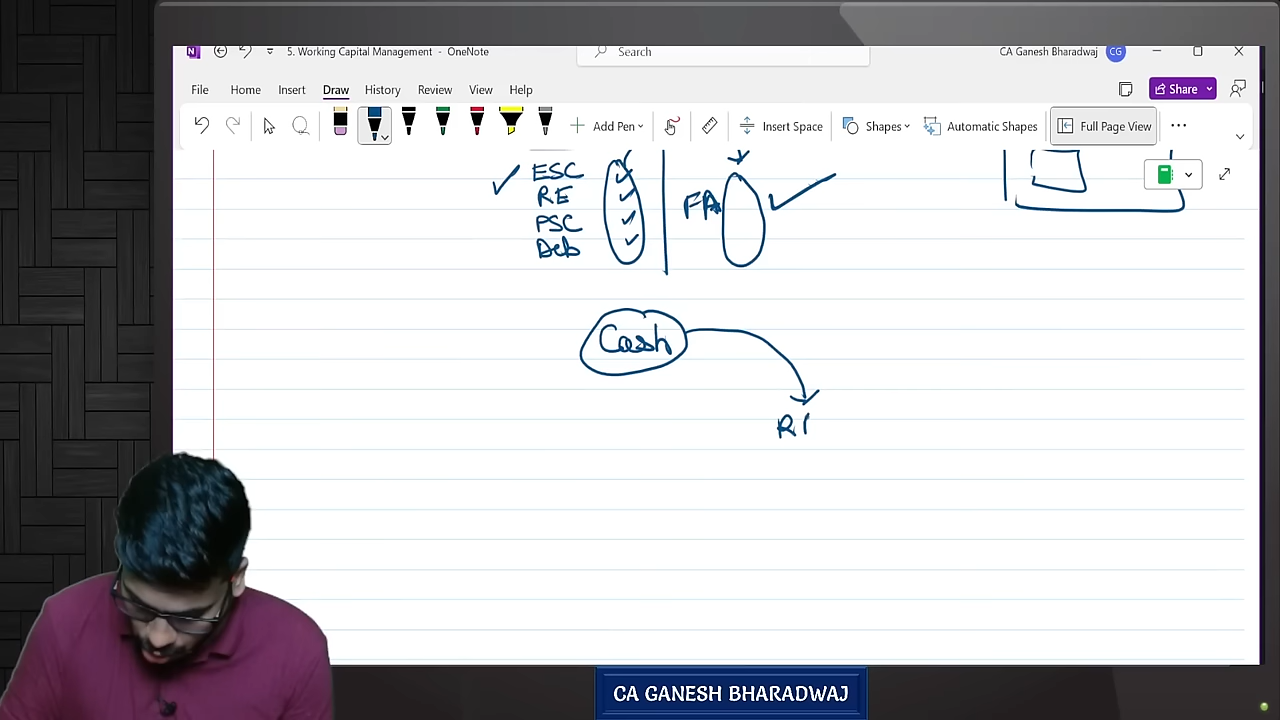 5. Working Capital Management - OneNote
Search
CA Ganesh Bharadwaj
CG
File Home Insert Draw History Review View Help
Share
Add Pen
Insert Space
Shapes
Automatic Shapes
Full Page View
ESC
RE
PSC
Deb
FA
Cash
CA GANESH BHARADWAJ